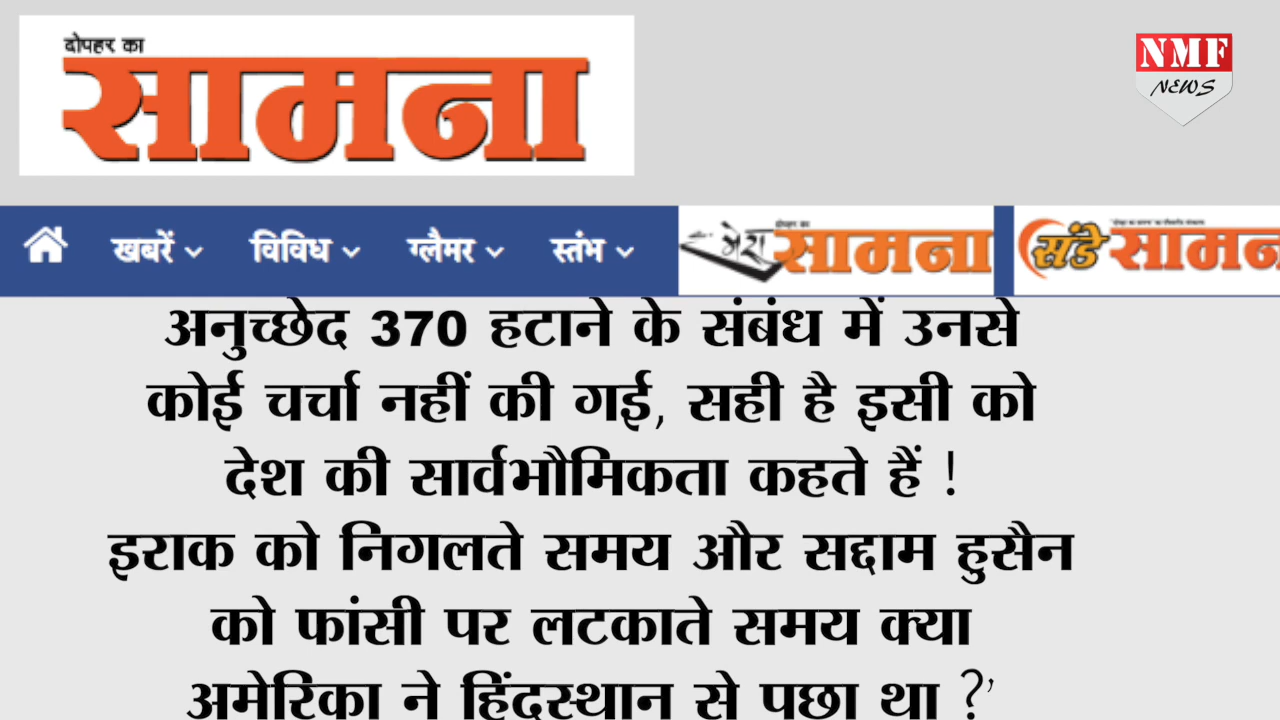 दोपहर का
सामना
NMF
NEWS
खबरें विविध ग्लैमर स्तंभ
मेरा सामना
संडे सामना
अनुच्छेद 370 हटाने के संबंध में उनसे
कोई चर्चा नहीं की गई, सही है इसी को
देश की सार्वभौमिकता कहते हैं !
इराक को निगलते समय और सद्दाम हुसैन
को फांसी पर लटकाते समय क्या
अमेरिका ने हिंदुस्थान से पूछा था ?’